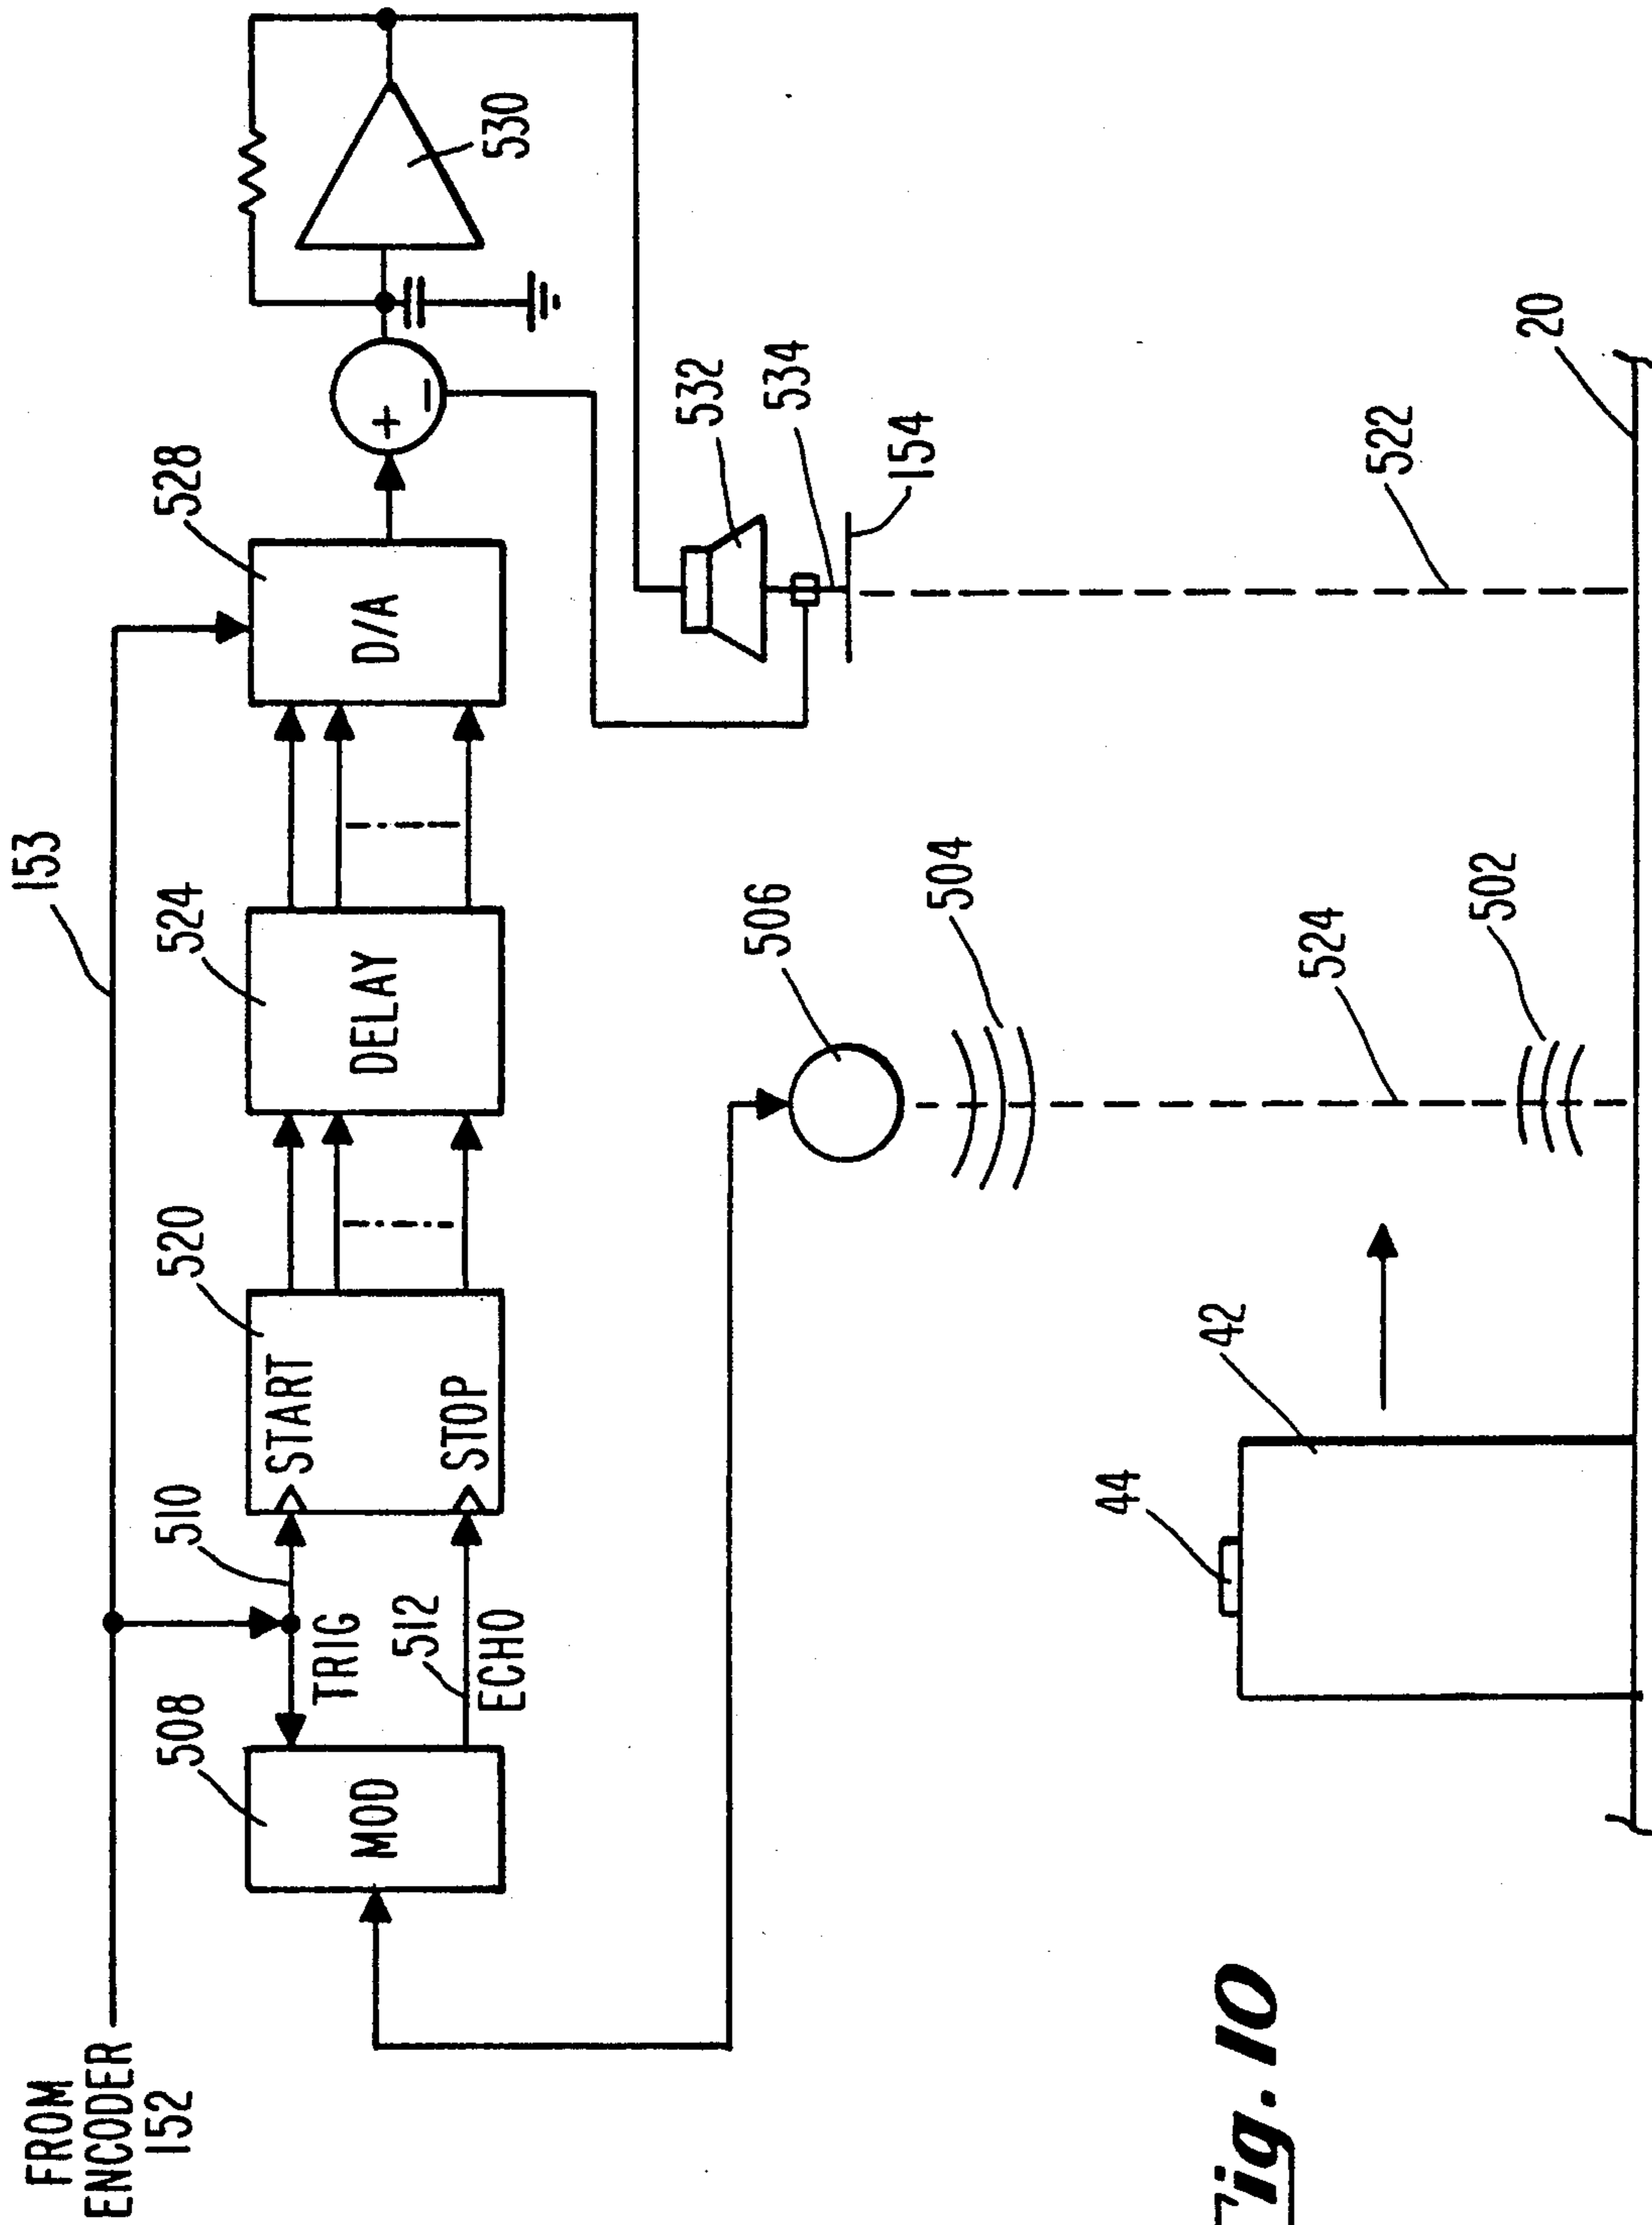 FROM
ENCODER
152
153
508
MOD
510
TRIG
512
ECHO
520
START
STOP
524
DELAY
528
D/A
+
−
530
532
534
154
506
504
524
502
522
20
44
42
Fig. 10